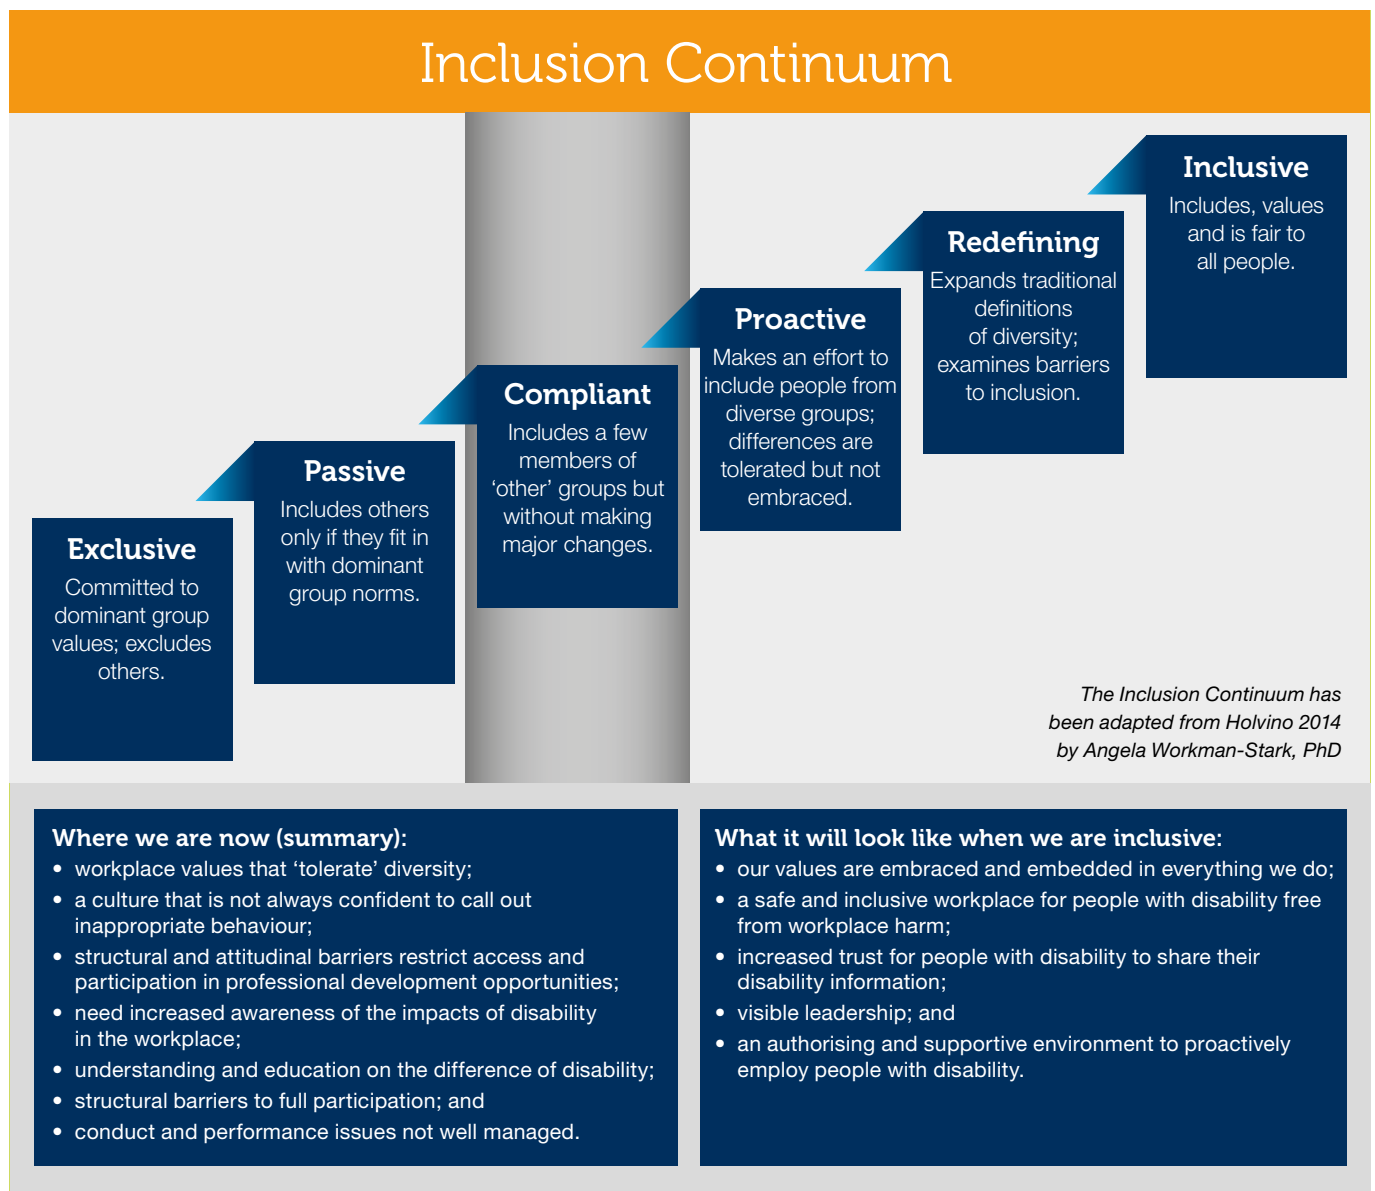 Inclusion Continuum
Exclusive
Committed to
dominant group
values; excludes
others.
Passive
Includes others
only if they fit in
with dominant
group norms.
Compliant
Includes a few
members of
‘other’ groups but
without making
major changes.
Proactive
Makes an effort to
include people from
diverse groups;
differences are
tolerated but not
embraced.
Redefining
Expands traditional
definitions
of diversity;
examines barriers
to inclusion.
Inclusive
Includes, values
and is fair to
all people.
The Inclusion Continuum has
been adapted from Holvino 2014
by Angela Workman-Stark, PhD
Where we are now (summary):
• workplace values that ‘tolerate’ diversity;
• a culture that is not always confident to call out
inappropriate behaviour;
• structural and attitudinal barriers restrict access and
participation in professional development opportunities;
• need increased awareness of the impacts of disability
in the workplace;
• understanding and education on the difference of disability;
• structural barriers to full participation; and
• conduct and performance issues not well managed.
What it will look like when we are inclusive:
• our values are embraced and embedded in everything we do;
• a safe and inclusive workplace for people with disability free
from workplace harm;
• increased trust for people with disability to share their
disability information;
• visible leadership; and
• an authorising and supportive environment to proactively
employ people with disability.